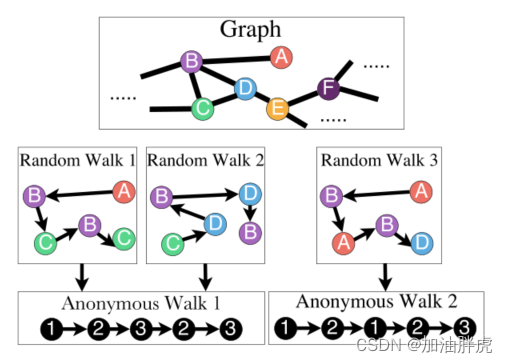 Graph
B A
D F
C E
..... ..... .....
Random Walk 1 Random Walk 2 Random Walk 3
B A B D B A
C B C C D B A B D
Anonymous Walk 1 Anonymous Walk 2
1 2 3 2 3 1 2 1 2 3
CSDN @加油胖虎